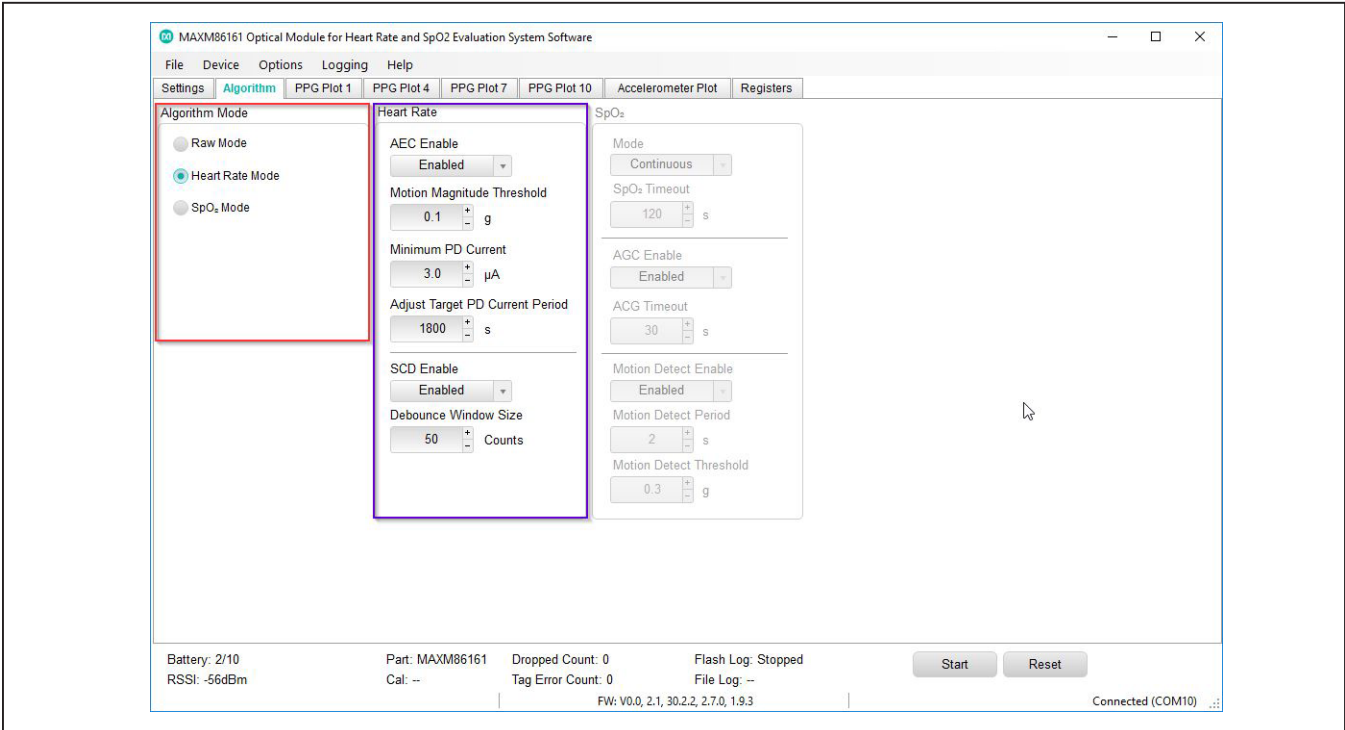 MAXM86161 Optical Module for Heart Rate and SpO2 Evaluation System Software
File Device Options Logging Help
Settings Algorithm PPG Plot 1 PPG Plot 4 PPG Plot 7 PPG Plot 10 Accelerometer Plot Registers
Algorithm Mode
Raw Mode
Heart Rate Mode
SpO₂ Mode
Heart Rate
AEC Enable
Enabled
Motion Magnitude Threshold
0.1 g
Minimum PD Current
3.0 µA
Adjust Target PD Current Period
1800 s
SCD Enable
Enabled
Debounce Window Size
50 Counts
SpO₂
Mode
Continuous
SpO₂ Timeout
120 s
AGC Enable
Enabled
ACG Timeout
30 s
Motion Detect Enable
Enabled
Motion Detect Period
2 s
Motion Detect Threshold
0.3 g
Battery: 2/10 Part: MAXM86161 Dropped Count: 0 Flash Log: Stopped
RSSI: -56dBm Cal: -- Tag Error Count: 0 File Log: --
Start Reset
FW: V0.0, 2.1, 30.2.2, 2.7.0, 1.9.3 Connected (COM10)